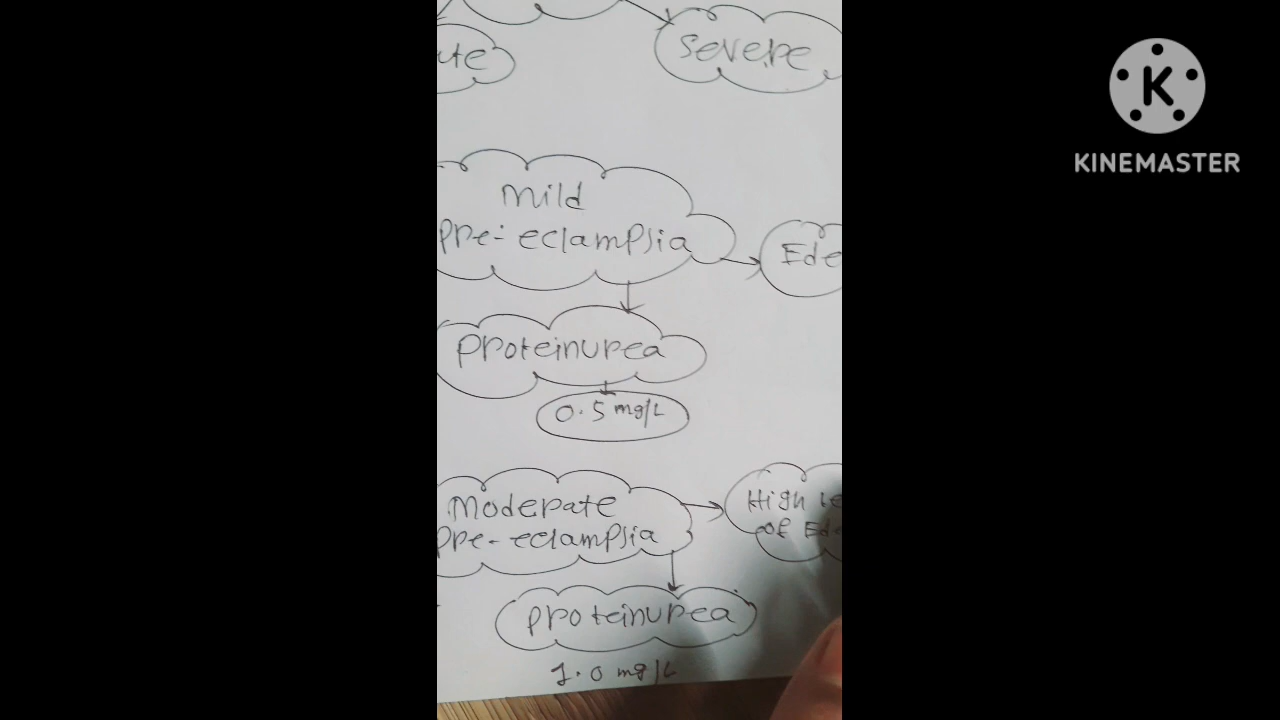 ute
severe
Mild
Pre-eclampsia
Ede
Proteinurea
0.5 mg/L
Moderate
Pre-eclampsia
High le
of Ede
Proteinurea
1.0 mg/L
K
KINEMASTER